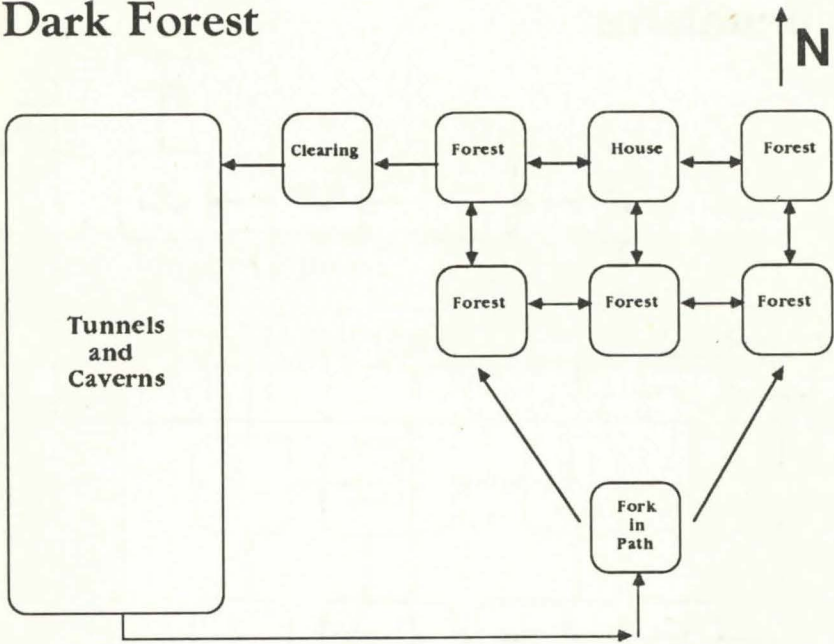 Dark Forest
N
Clearing
Forest
House
Forest
Forest
Forest
Forest
Tunnels
and
Caverns
Fork
in
Path